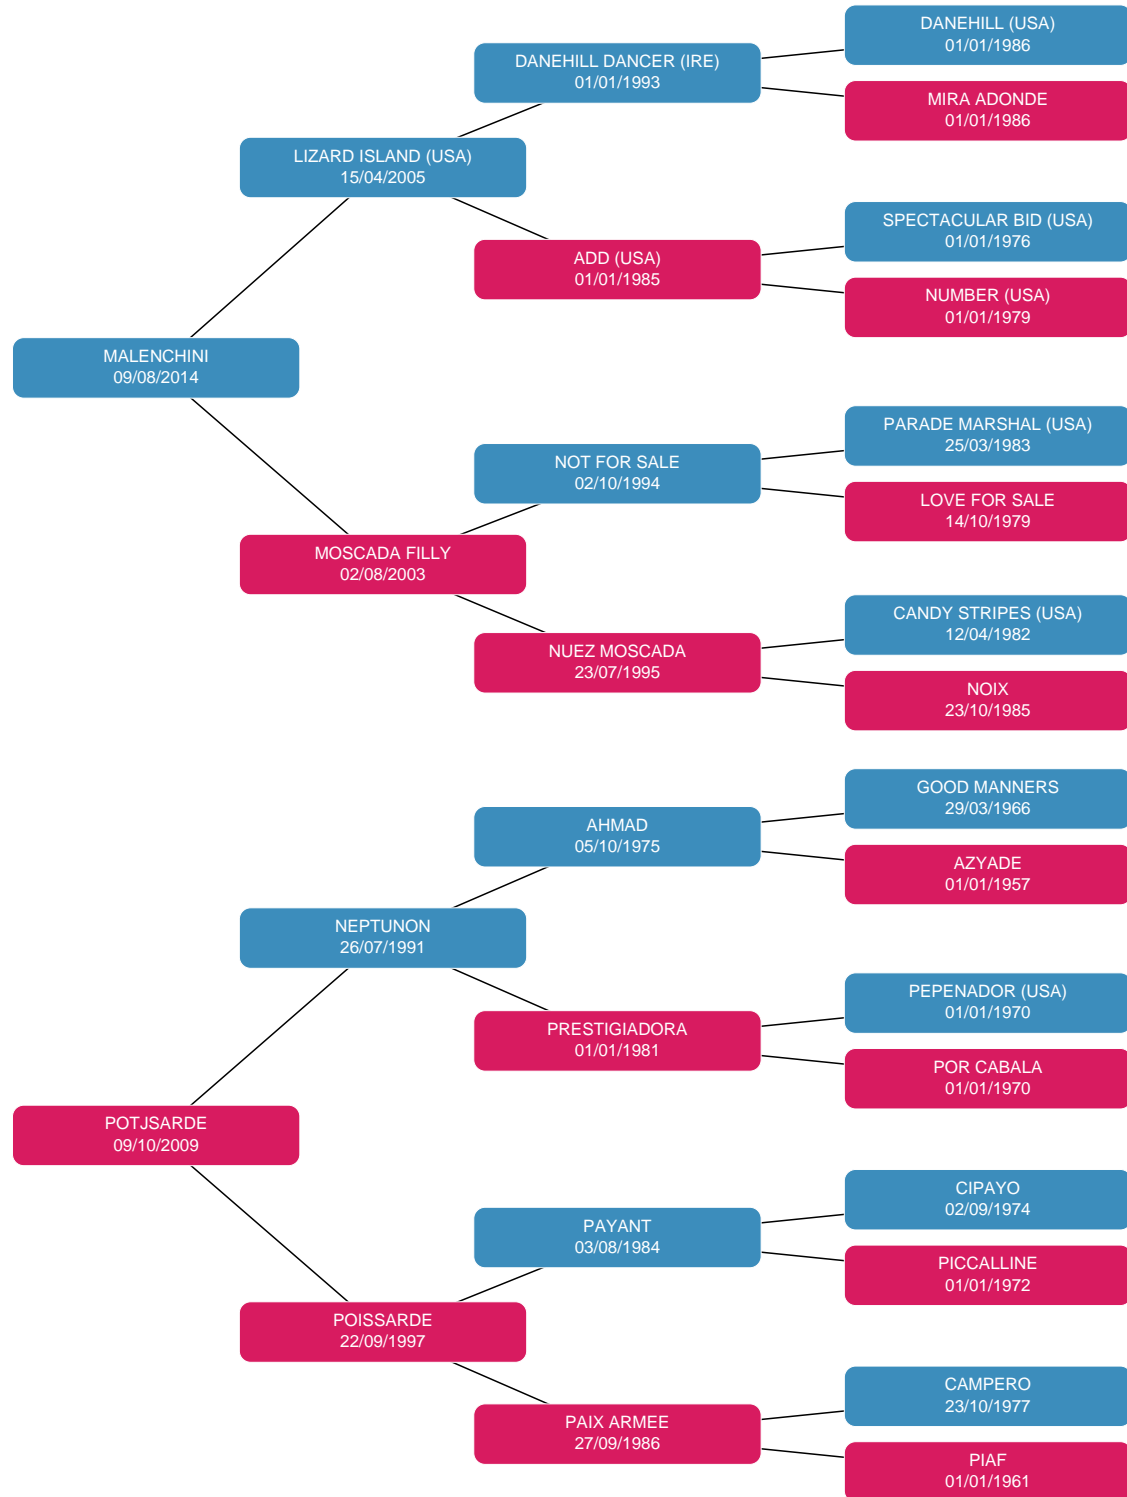 DANEHILL (USA)
01/01/1986
DANEHILL DANCER (IRE)
01/01/1993
MIRA ADONDE
01/01/1986
LIZARD ISLAND (USA)
15/04/2005
SPECTACULAR BID (USA)
01/01/1976
ADD (USA)
01/01/1985
NUMBER (USA)
01/01/1979
MALENCHINI
09/08/2014
PARADE MARSHAL (USA)
25/03/1983
NOT FOR SALE
02/10/1994
LOVE FOR SALE
14/10/1979
MOSCADA FILLY
02/08/2003
CANDY STRIPES (USA)
12/04/1982
NUEZ MOSCADA
23/07/1995
NOIX
23/10/1985
GOOD MANNERS
29/03/1966
AHMAD
05/10/1975
AZYADE
01/01/1957
NEPTUNON
26/07/1991
PEPENADOR (USA)
01/01/1970
PRESTIGIADORA
01/01/1981
POR CABALA
01/01/1970
POTJSARDE
09/10/2009
CIPAYO
02/09/1974
PAYANT
03/08/1984
PICCALLINE
01/01/1972
POISSARDE
22/09/1997
CAMPERO
23/10/1977
PAIX ARMEE
27/09/1986
PIAF
01/01/1961